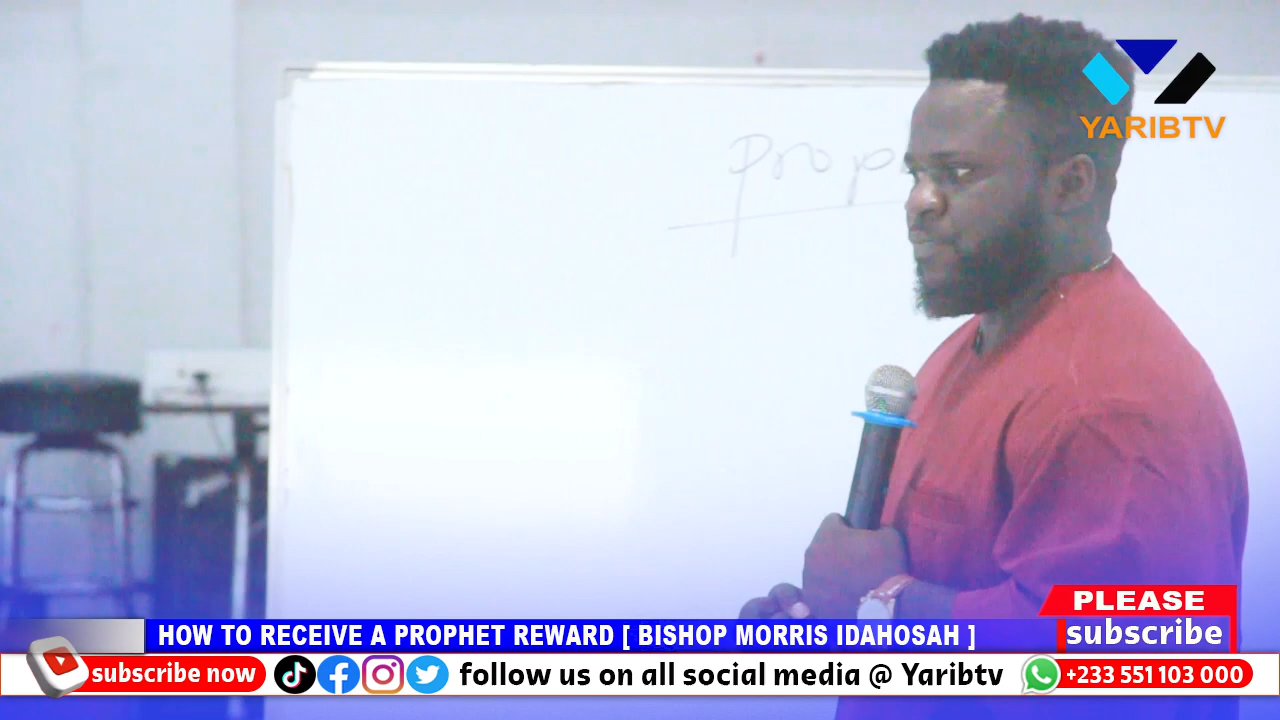 Prop
YARIBTV
PLEASE
subscribe
HOW TO RECEIVE A PROPHET REWARD [ BISHOP MORRIS IDAHOSAH ]
subscribe now
follow us on all social media @ Yaribtv
+233 551 103 000